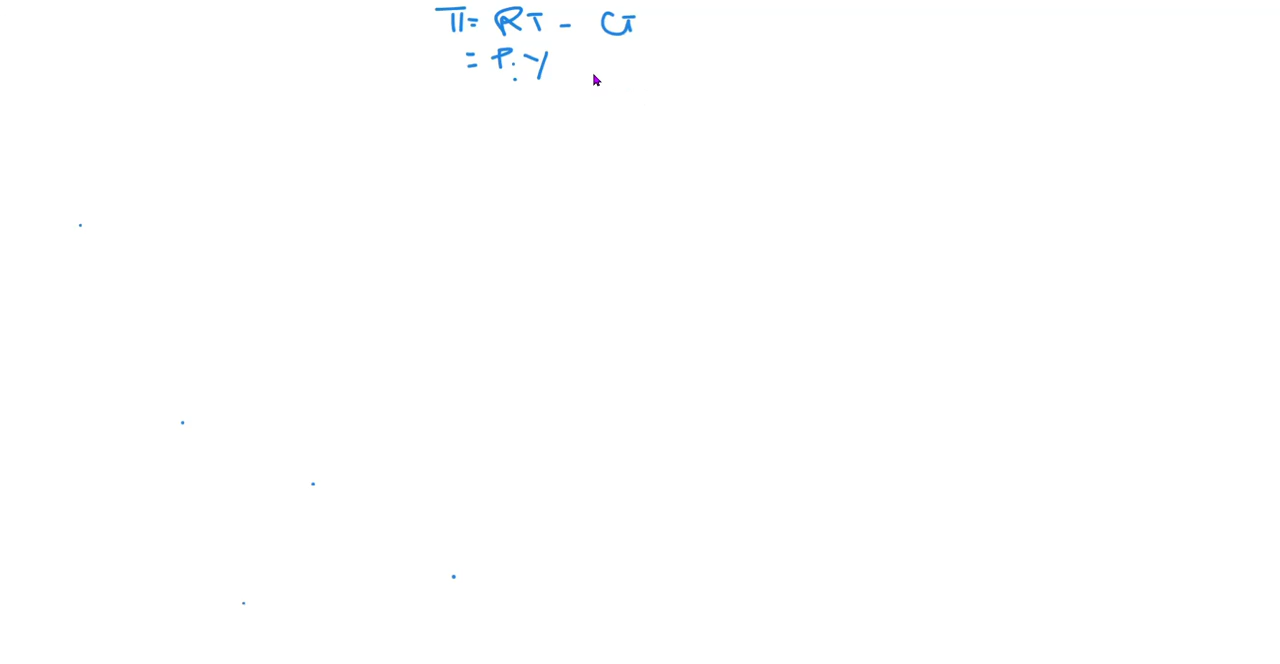 Π = RT - CT
= P. Y